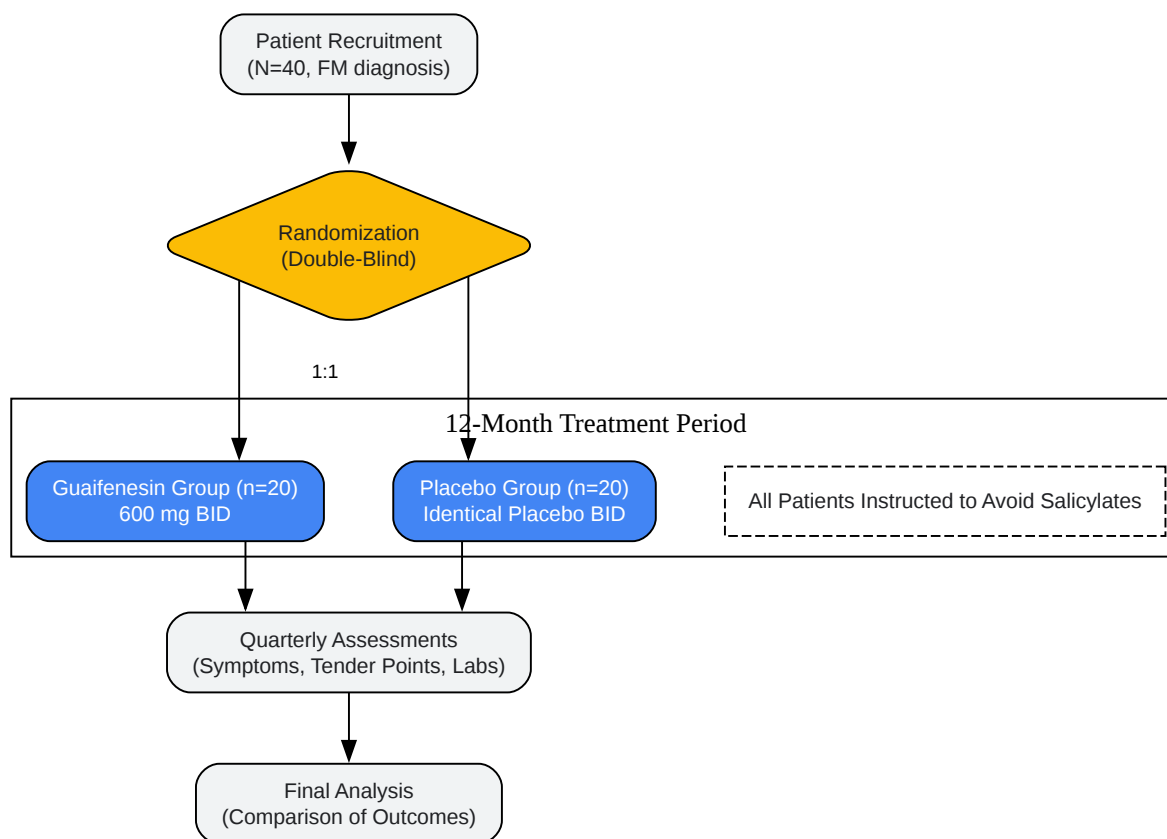 Patient Recruitment
(N=40, FM diagnosis)
Randomization
(Double-Blind)
1:1
12-Month Treatment Period
Guaifenesin Group (n=20)
600 mg BID
Placebo Group (n=20)
Identical Placebo BID
All Patients Instructed to Avoid Salicylates
Quarterly Assessments
(Symptoms, Tender Points, Labs)
Final Analysis
(Comparison of Outcomes)